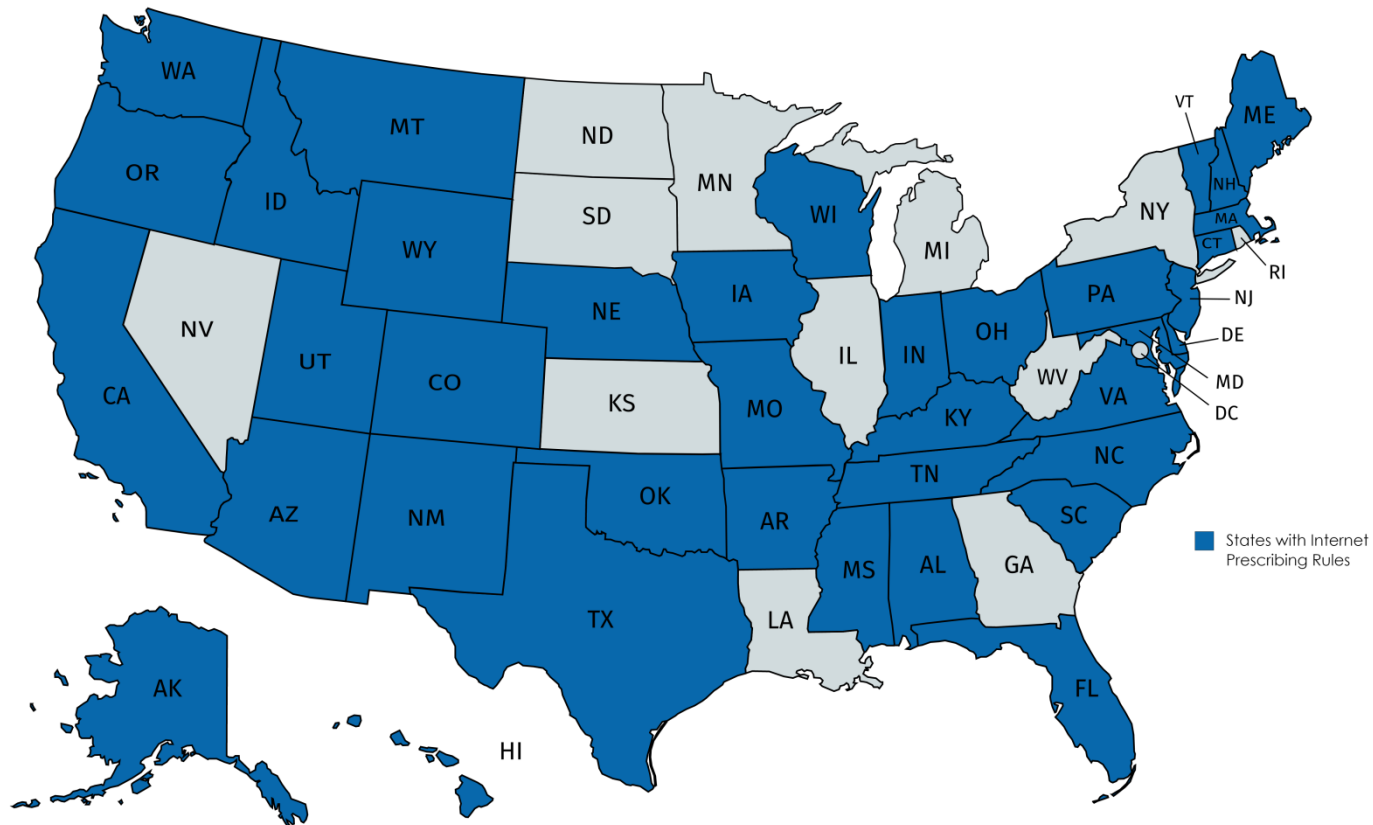 WA
MT
ND
MN
VT
ME
OR
ID
SD
WI
NY
NH
MA
CT
RI
WY
MI
IA
PA
NJ
NE
NV
UT
CO
IL
IN
OH
DE
CA
KS
MO
WV
VA
MD
DC
KY
NC
TN
OK
AZ
NM
AR
SC
States with Internet
Prescribing Rules
MS
AL
GA
TX
LA
AK
FL
HI